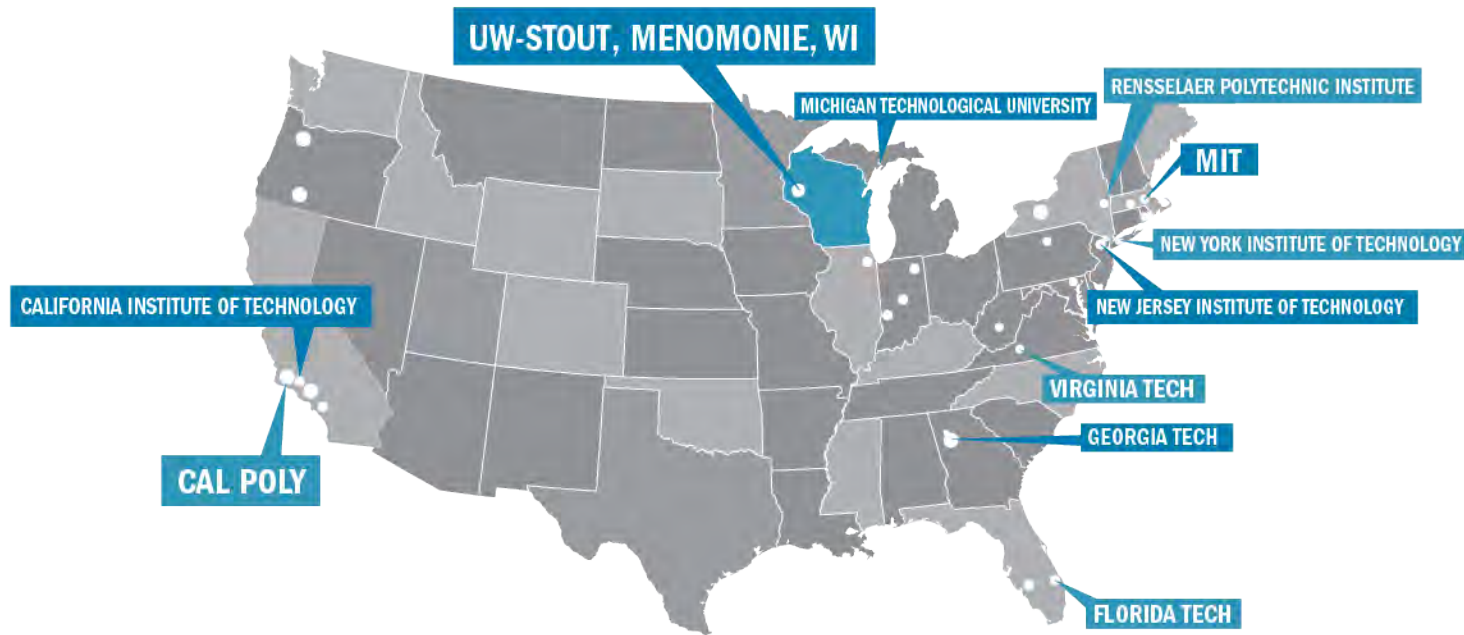 UW-STOUT, MENOMONIE, WI
RENSSELAER POLYTECHNIC INSTITUTE
MICHIGAN TECHNOLOGICAL UNIVERSITY
MIT
NEW YORK INSTITUTE OF TECHNOLOGY
CALIFORNIA INSTITUTE OF TECHNOLOGY
NEW JERSEY INSTITUTE OF TECHNOLOGY
VIRGINIA TECH
GEORGIA TECH
CAL POLY
FLORIDA TECH